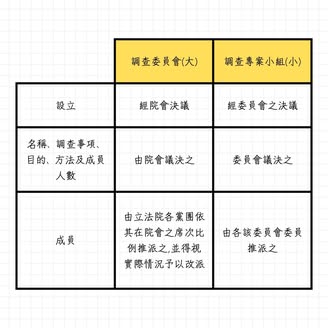 調查委員會(大)
調查專案小組(小)
設立
經院會決議
經委員會之決議
名稱、調查事項、
目的、方法及成員
人數
由院會議決之
委員會議決之
成員
由立法院各黨團依
其在院會之席次比
例推派之,並得視
實際情況予以改派
由各該委員會委員
推派之